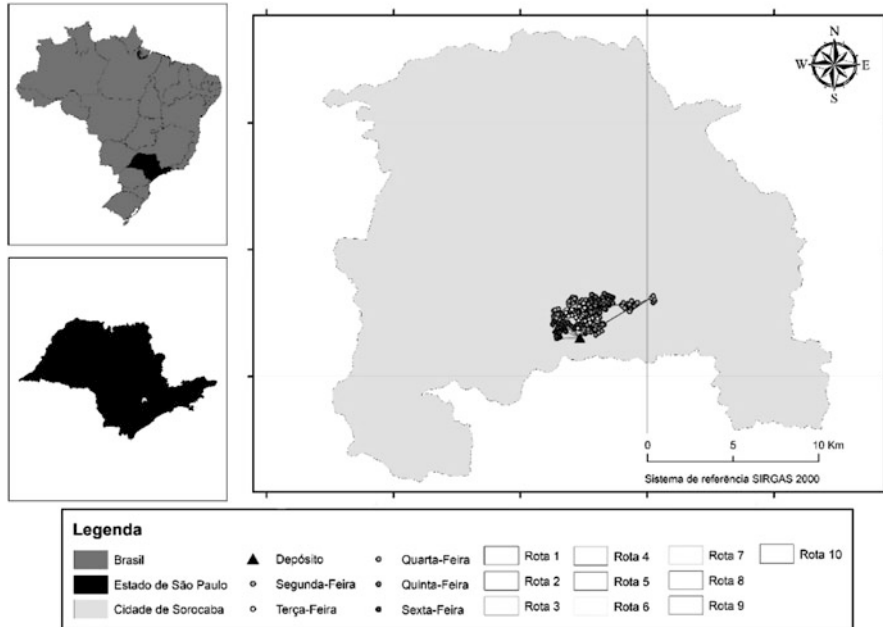 N
W
E
S
0
5
10 Km
Sistema de referência SIRGAS 2000
Legenda
Brasil
Estado de São Paulo
Cidade de Sorocaba
Depósito
Segunda-Feira
Terça-Feira
Quarta-Feira
Quinta-Feira
Sexta-Feira
Rota 1
Rota 2
Rota 3
Rota 4
Rota 5
Rota 6
Rota 7
Rota 8
Rota 9
Rota 10